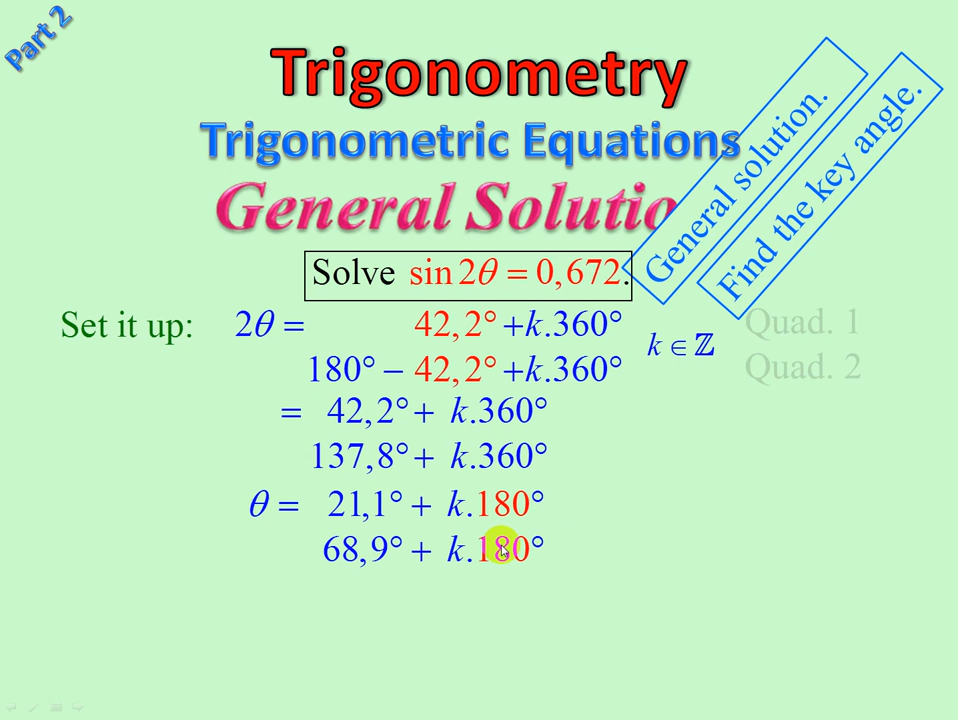 Part 2
Trigonometry
Trigonometric Equations
General Solutio
General solution.
Find the key angle.
Solve sin 2θ = 0,672.
Set it up: 2θ = 42,2° +k.360° Quad. 1
k ∈ ℤ
180° − 42,2° +k.360° Quad. 2
= 42,2° + k.360°
137,8° + k.360°
θ = 21,1° + k.180°
68,9° + k.180°